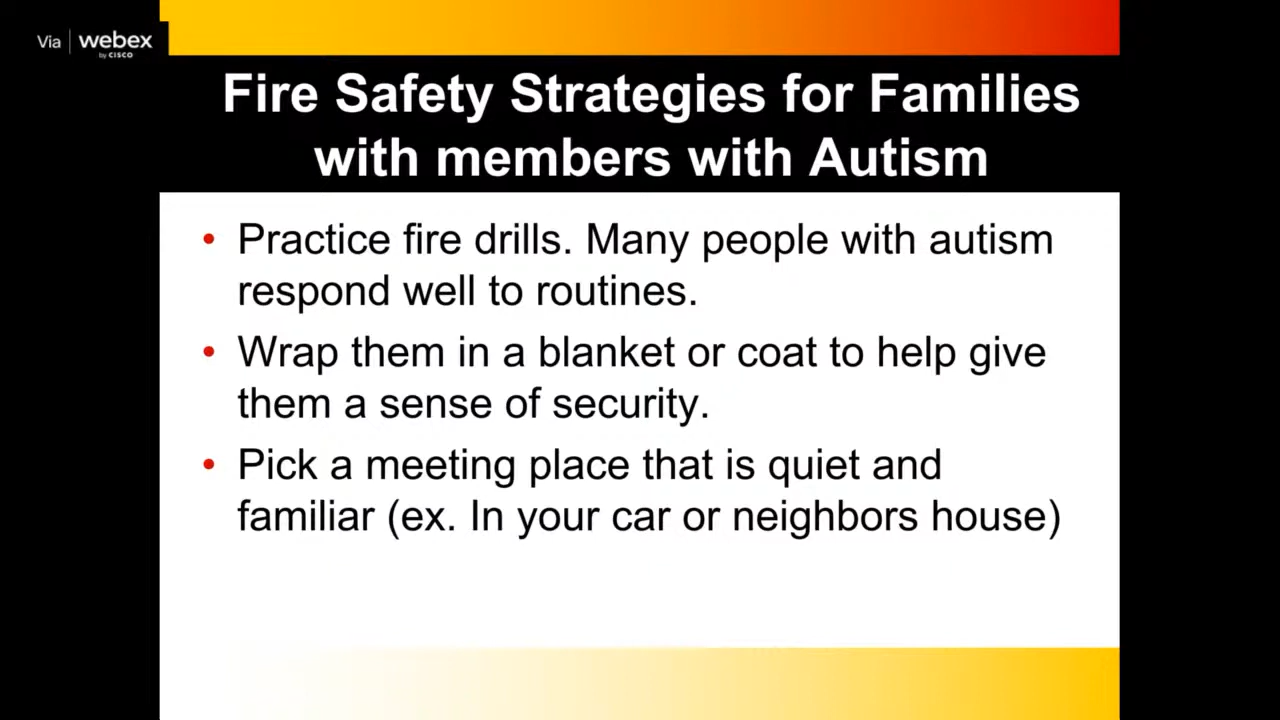 Via | webex
by CISCO
Fire Safety Strategies for Families
with members with Autism
• Practice fire drills. Many people with autism
respond well to routines.
• Wrap them in a blanket or coat to help give
them a sense of security.
• Pick a meeting place that is quiet and
familiar (ex. In your car or neighbors house)